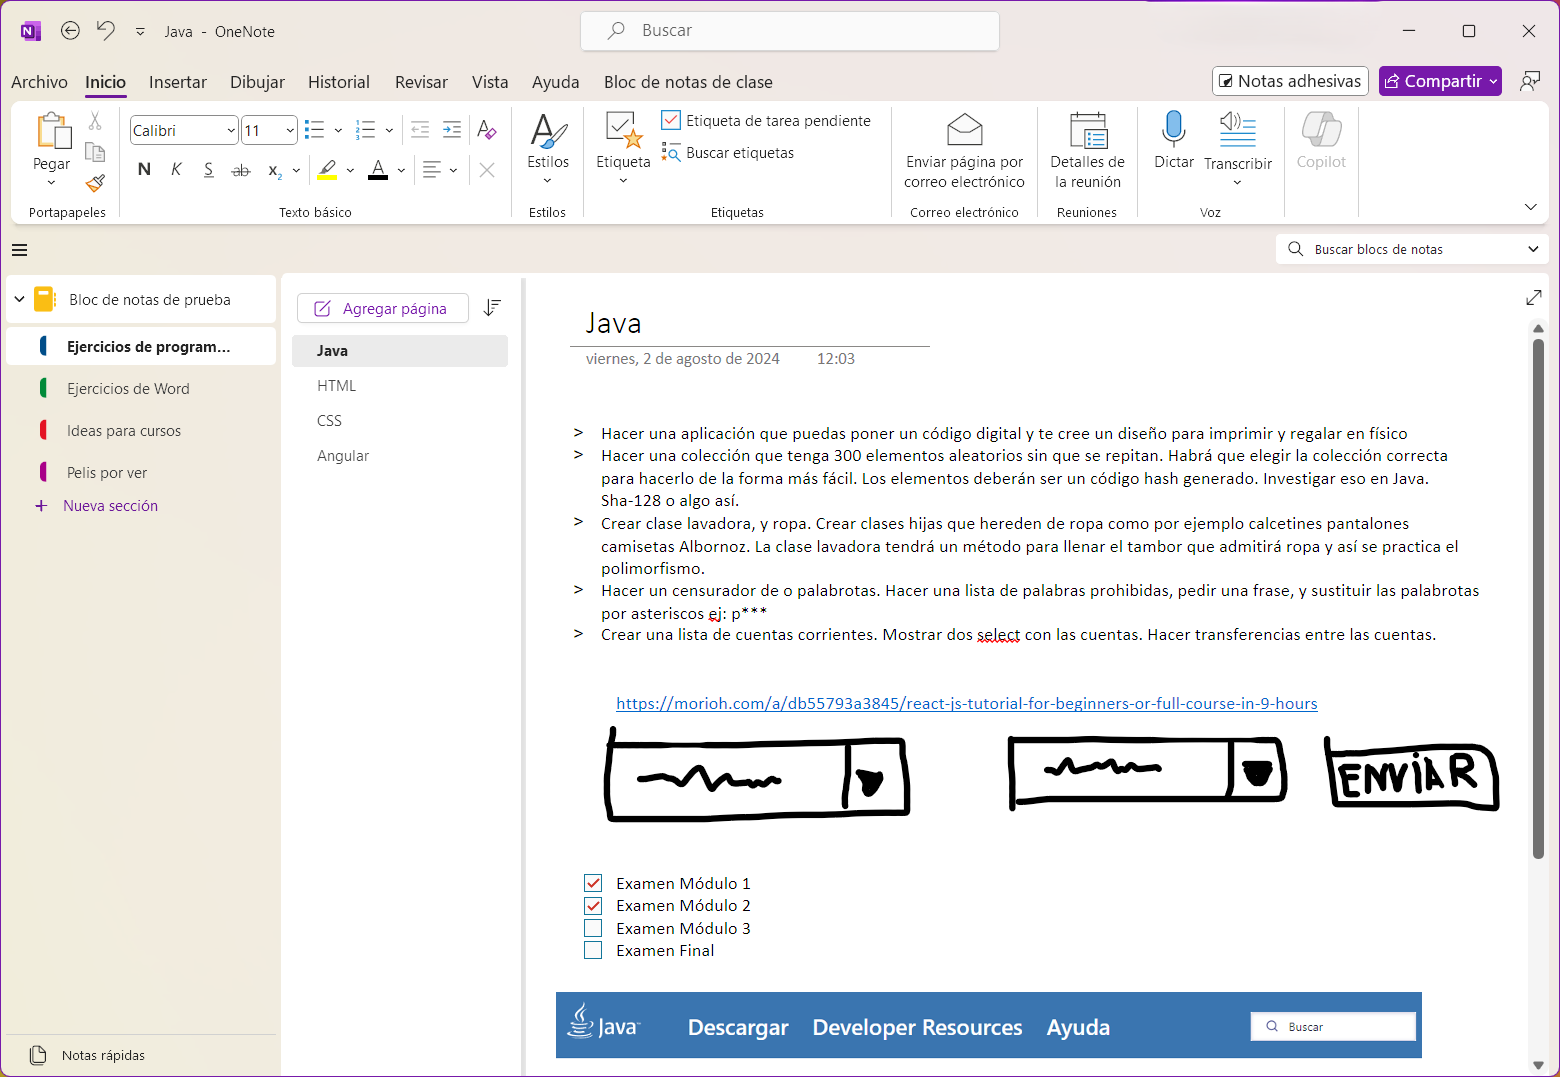 Java - OneNote
Buscar
Archivo Inicio Insertar Dibujar Historial Revisar Vista Ayuda Bloc de notas de clase
Notas adhesivas Compartir
Pegar
Portapapeles
Calibri 11
N K S ab x2 A
Texto básico
Estilos
Estilos
Etiqueta
Etiqueta de tarea pendiente
Buscar etiquetas
Etiquetas
Enviar página por
correo electrónico
Correo electrónico
Detalles de
la reunión
Reuniones
Dictar Transcribir
Voz
Copilot
Buscar blocs de notas
Bloc de notas de prueba
Ejercicios de program...
Ejercicios de Word
Ideas para cursos
Pelis por ver
+ Nueva sección
Notas rápidas
Agregar página
Java
HTML
CSS
Angular
Java
viernes, 2 de agosto de 2024 12:03
> Hacer una aplicación que puedas poner un código digital y te cree un diseño para imprimir y regalar en físico
> Hacer una colección que tenga 300 elementos aleatorios sin que se repitan. Habrá que elegir la colección correcta
para hacerlo de la forma más fácil. Los elementos deberán ser un código hash generado. Investigar eso en Java.
Sha-128 o algo así.
> Crear clase lavadora, y ropa. Crear clases hijas que hereden de ropa como por ejemplo calcetines pantalones
camisetas Albornoz. La clase lavadora tendrá un método para llenar el tambor que admitirá ropa y así se practica el
polimorfismo.
> Hacer un censurador de o palabrotas. Hacer una lista de palabras prohibidas, pedir una frase, y sustituir las palabrotas
por asteriscos ej: p***
> Crear una lista de cuentas corrientes. Mostrar dos select con las cuentas. Hacer transferencias entre las cuentas.
https://morioh.com/a/db55793a3845/react-js-tutorial-for-beginners-or-full-course-in-9-hours
ENVIAR
Examen Módulo 1
Examen Módulo 2
Examen Módulo 3
Examen Final
Java Descargar Developer Resources Ayuda Buscar